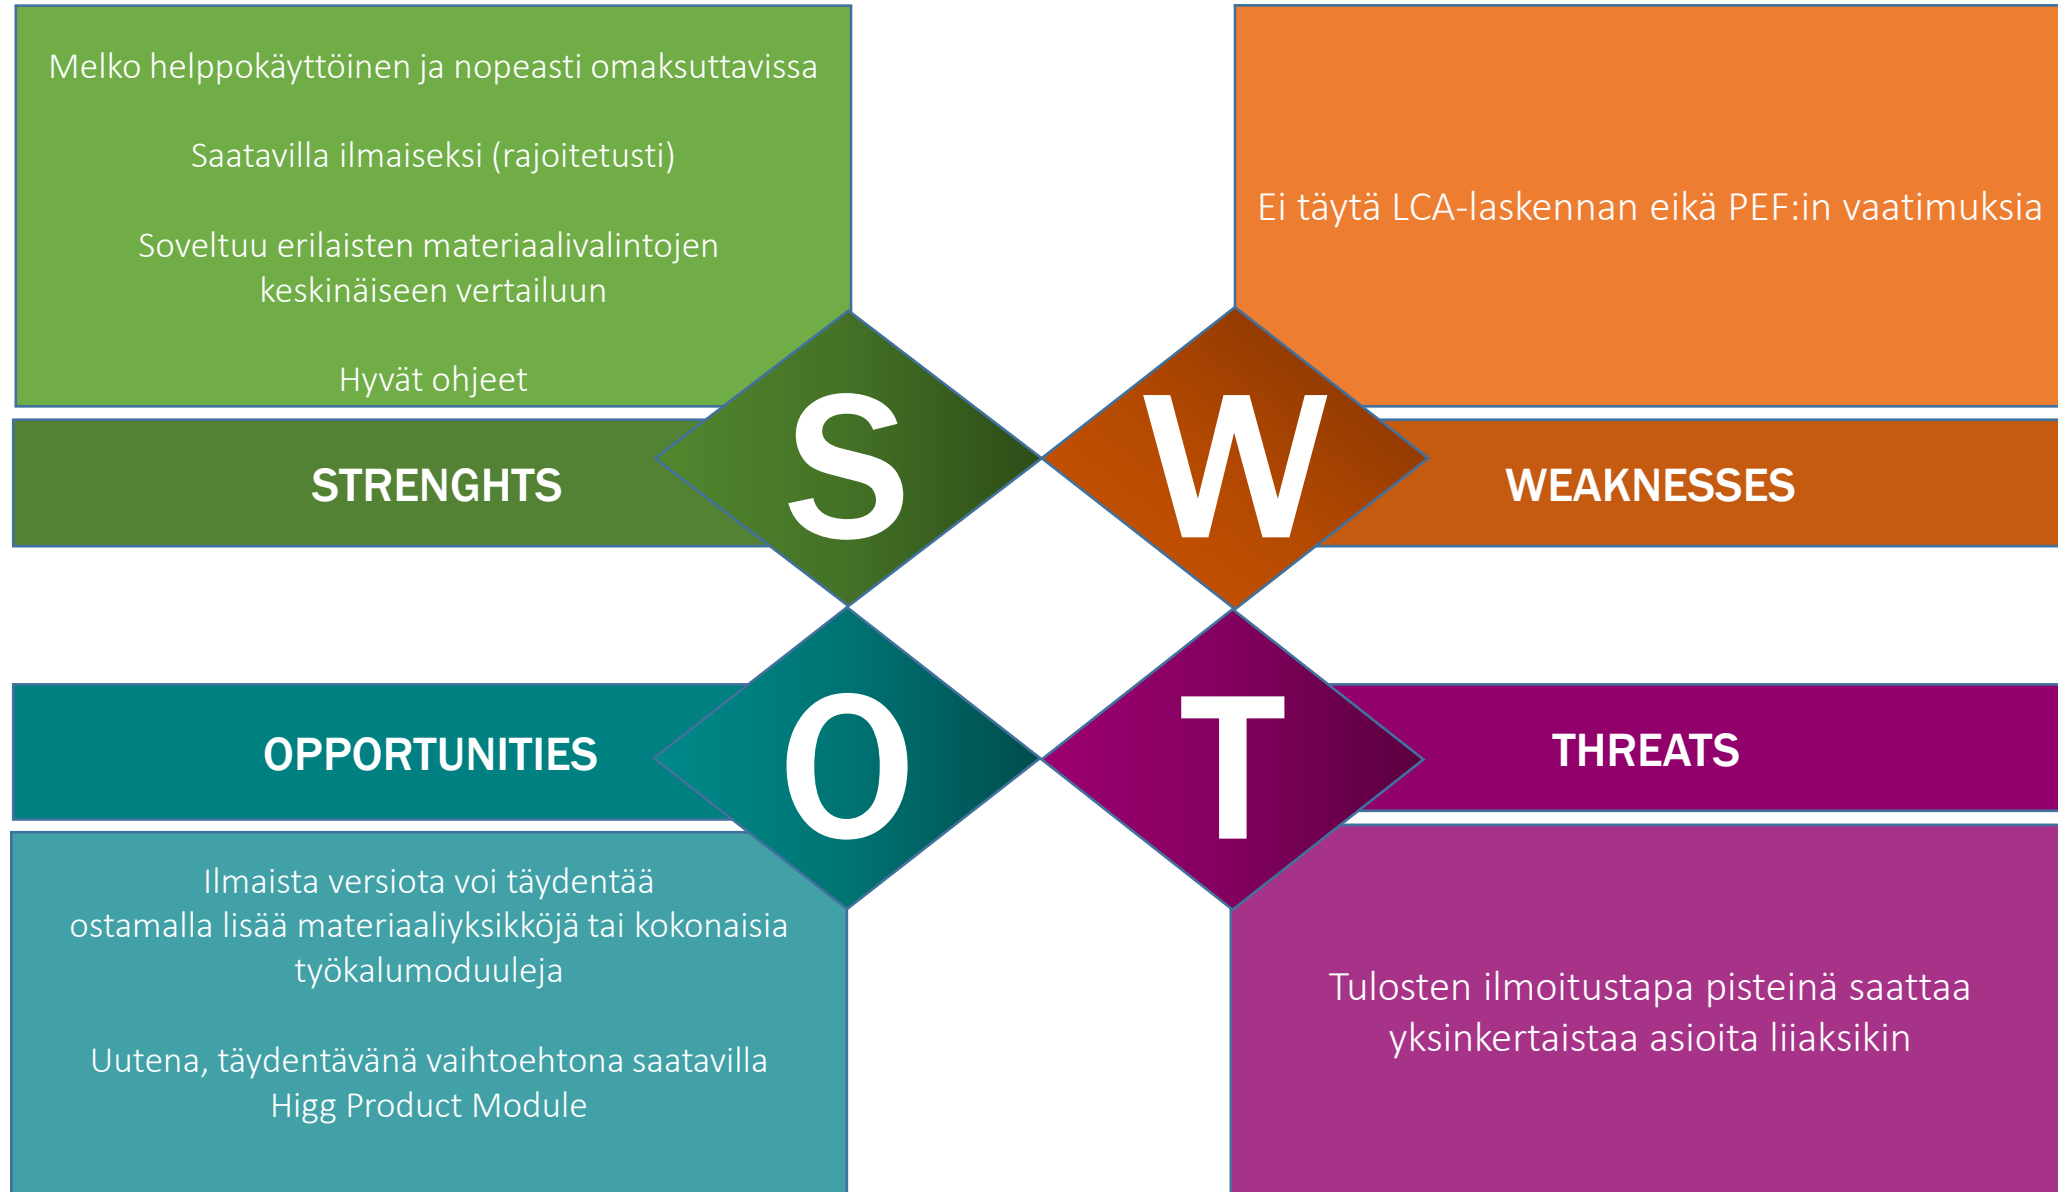 Melko helppokäyttöinen ja nopeasti omaksuttavissa
Saatavilla ilmaiseksi (rajoitetusti)
Soveltuu erilaisten materiaalivalintojen
keskinäiseen vertailuun
Hyvät ohjeet
STRENGHTS
S
Ei täytä LCA-laskennan eikä PEF:in vaatimuksia
W
WEAKNESSES
OPPORTUNITIES
O
Ilmaista versiota voi täydentää
ostamalla lisää materiaaliyksikköjä tai kokonaisia
työkalumoduuleja
Uutena, täydentävänä vaihtoehtona saatavilla
Higg Product Module
T
THREATS
Tulosten ilmoitustapa pisteinä saattaa
yksinkertaistaa asioita liiaksikin